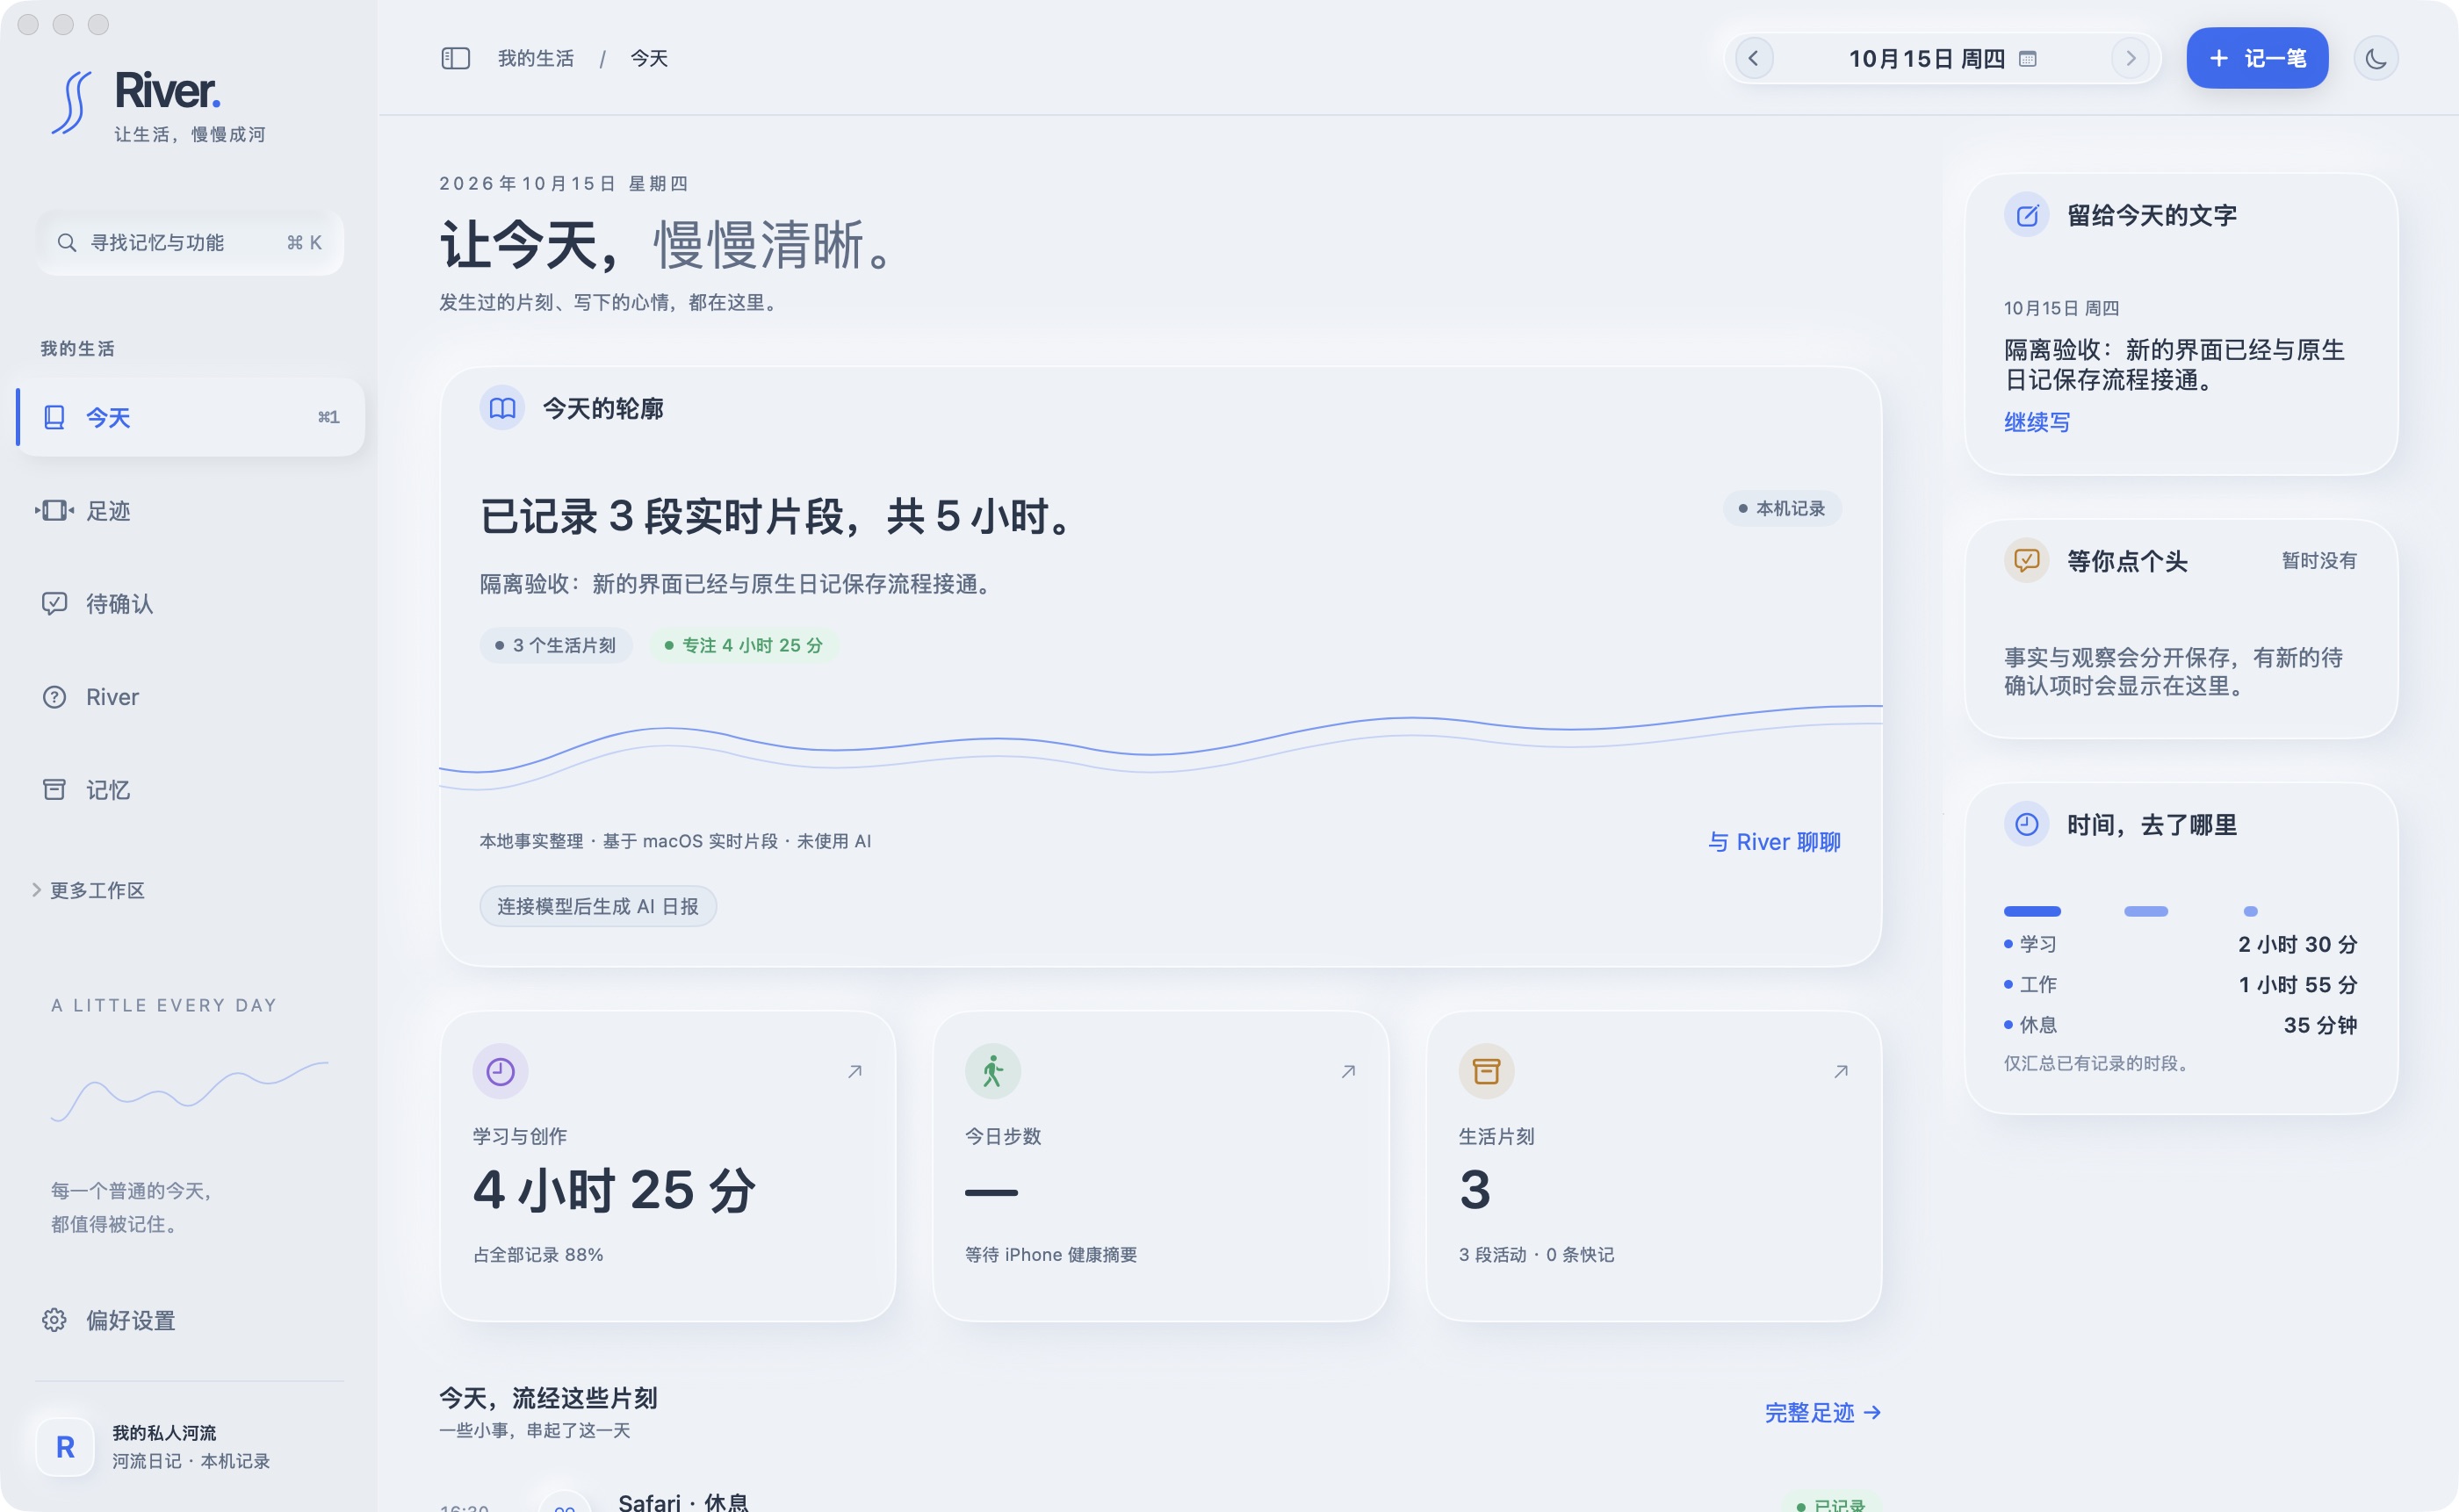 River.
让生活，慢慢成河
寻找记忆与功能 ⌘ K
我的生活
今天 ⌘1
足迹
待确认
River
记忆
更多工作区
A LITTLE EVERY DAY
每一个普通的今天，
都值得被记住。
偏好设置
R
我的私人河流
河流日记 · 本机记录
我的生活 / 今天
10月15日 周四
+ 记一笔
2026年10月15日 星期四
让今天，慢慢清晰。
发生过的片刻、写下的心情，都在这里。
今天的轮廓
已记录 3 段实时片段，共 5 小时。
本机记录
隔离验收：新的界面已经与原生日记保存流程接通。
3 个生活片刻
专注 4 小时 25 分
本地事实整理 · 基于 macOS 实时片段 · 未使用 AI
与 River 聊聊
连接模型后生成 AI 日报
学习与创作
4 小时 25 分
占全部记录 88%
今日步数
—
等待 iPhone 健康摘要
生活片刻
3
3 段活动 · 0 条快记
今天，流经这些片刻
一些小事，串起了这一天
完整足迹 →
16:30
Safari · 休息
已记录
留给今天的文字
10月15日 周四
隔离验收：新的界面已经与原生
日记保存流程接通。
继续写
等你点个头
暂时没有
事实与观察会分开保存，有新的待
确认项时会显示在这里。
时间，去了哪里
学习 2 小时 30 分
工作 1 小时 55 分
休息 35 分钟
仅汇总已有记录的时段。